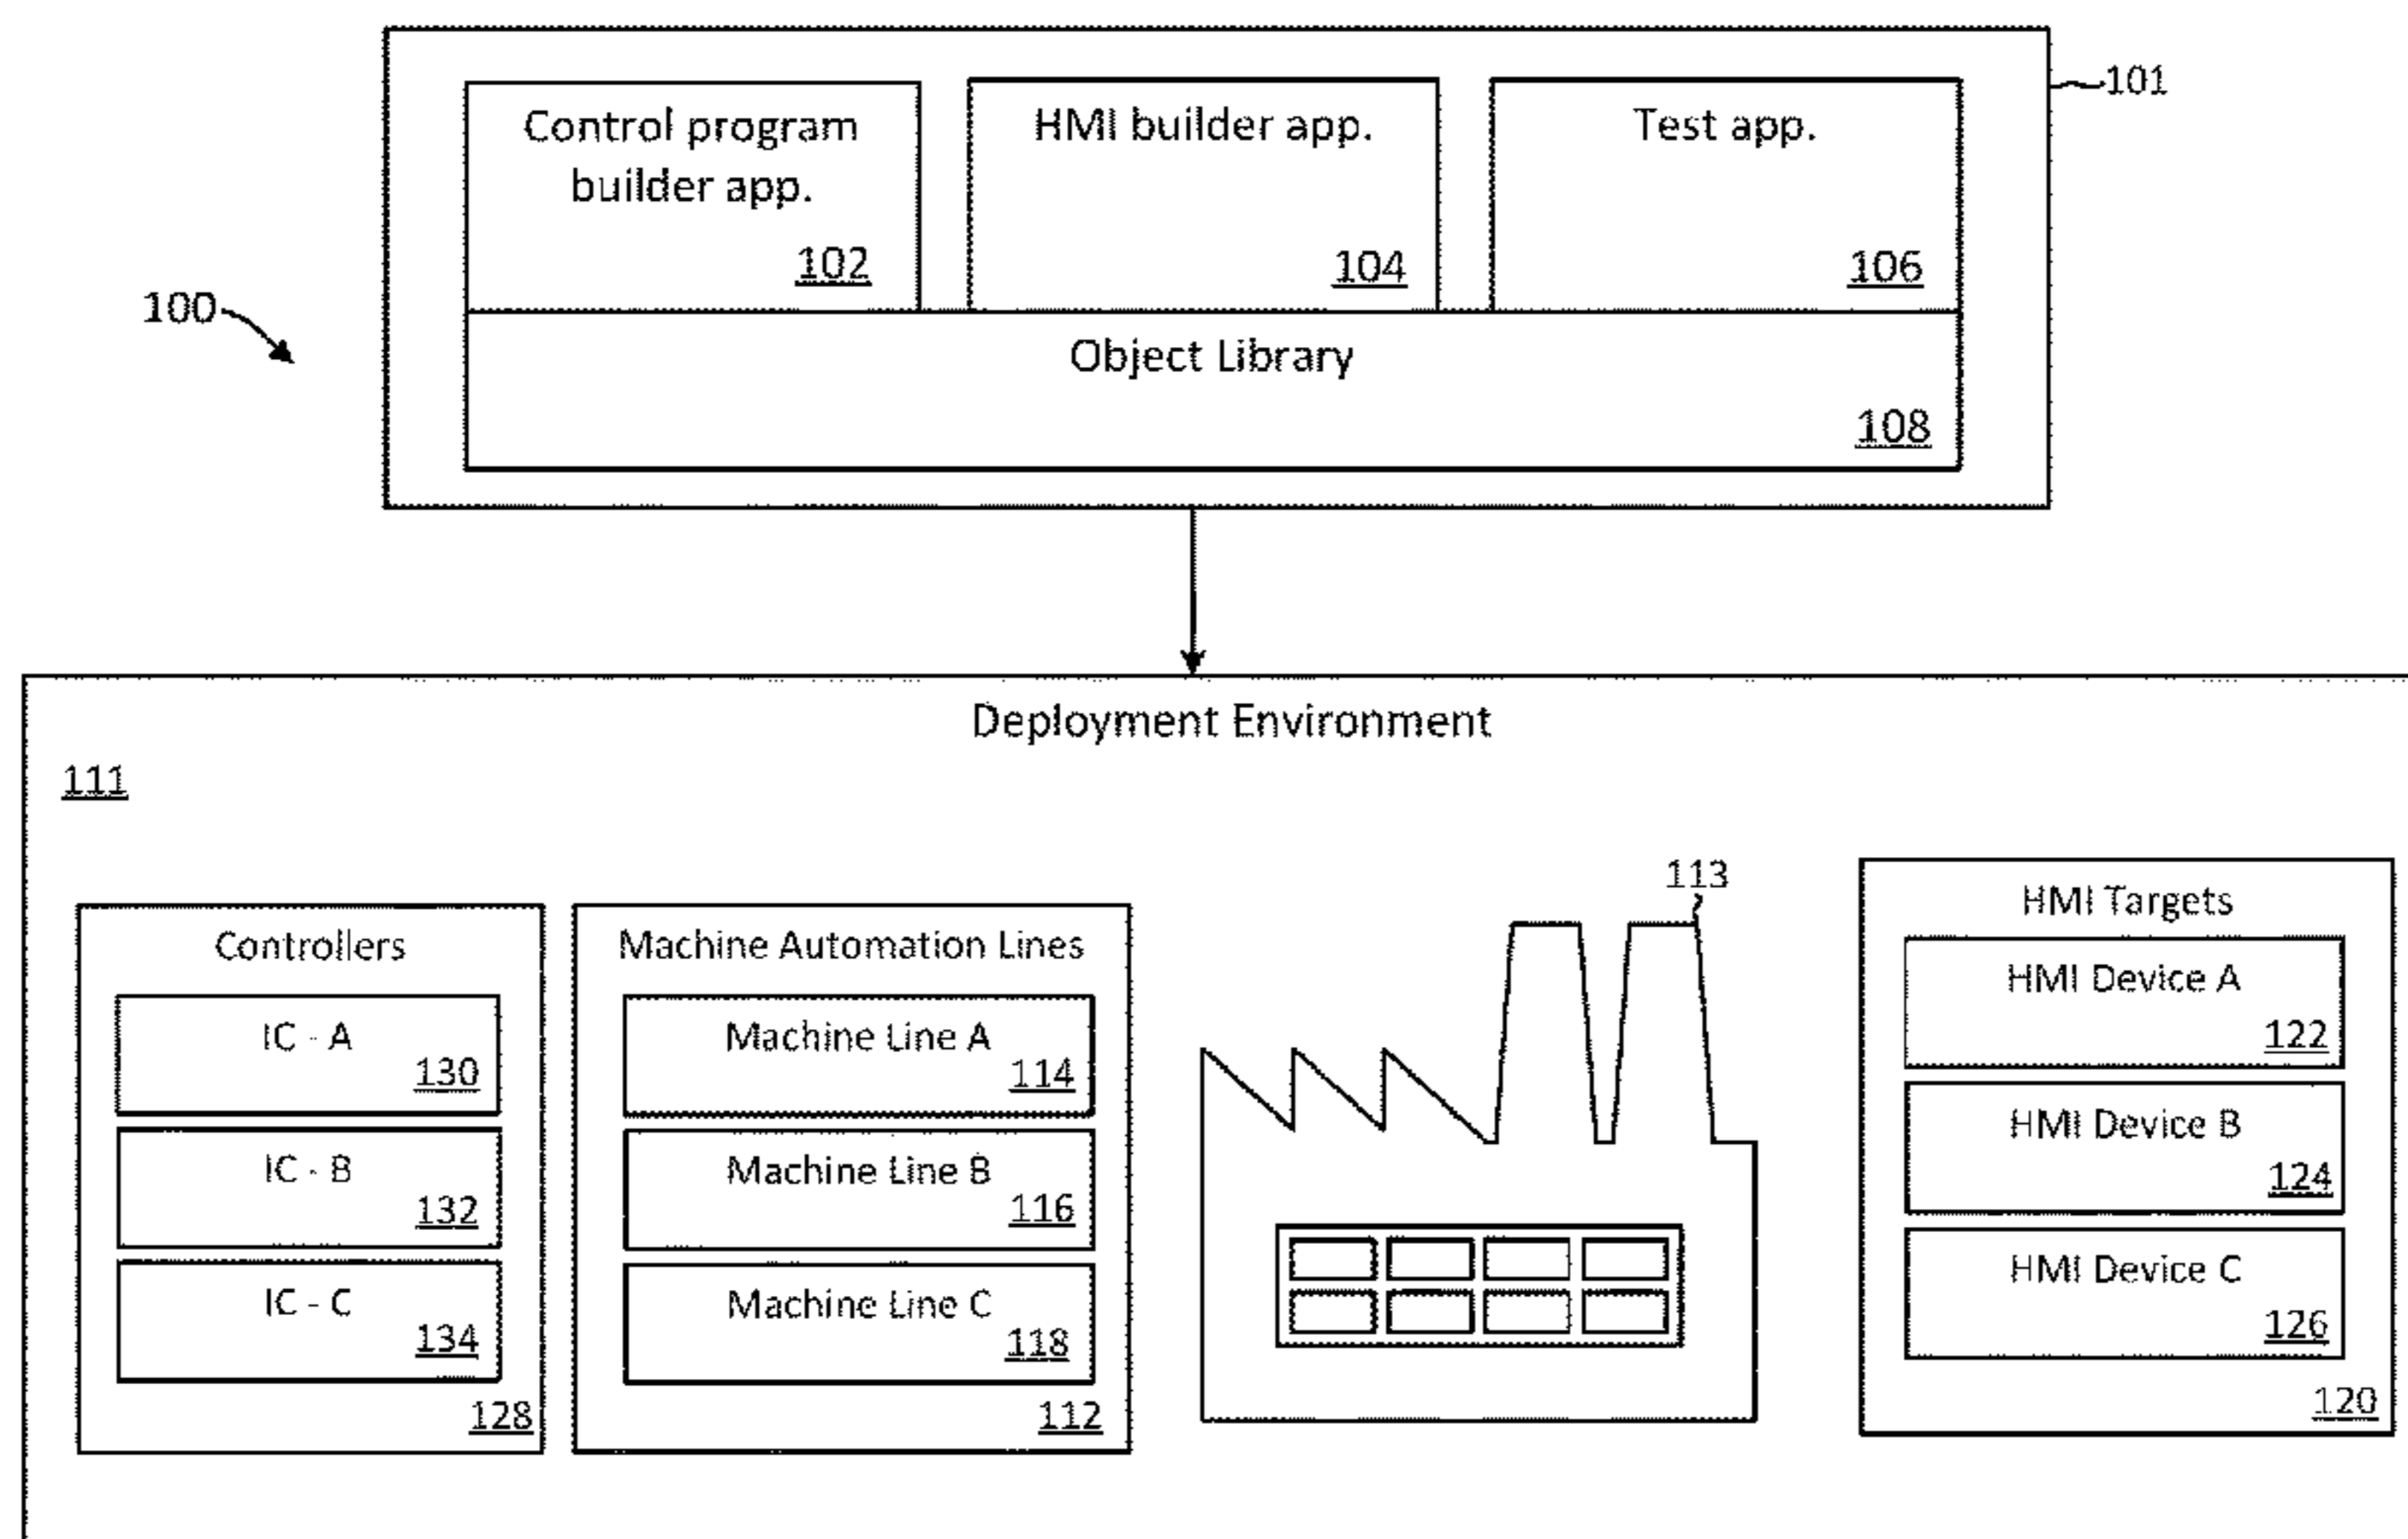 101
Control program
builder app.
102
HMI builder app.
104
Test app.
106
100
Object Library
108
Deployment Environment
111
Controllers
IC - A
130
IC - B
132
IC - C
134
128
Machine Automation Lines
Machine Line A
114
Machine Line B
116
Machine Line C
118
112
113
HMI Targets
HMI Device A
122
HMI Device B
124
HMI Device C
126
120